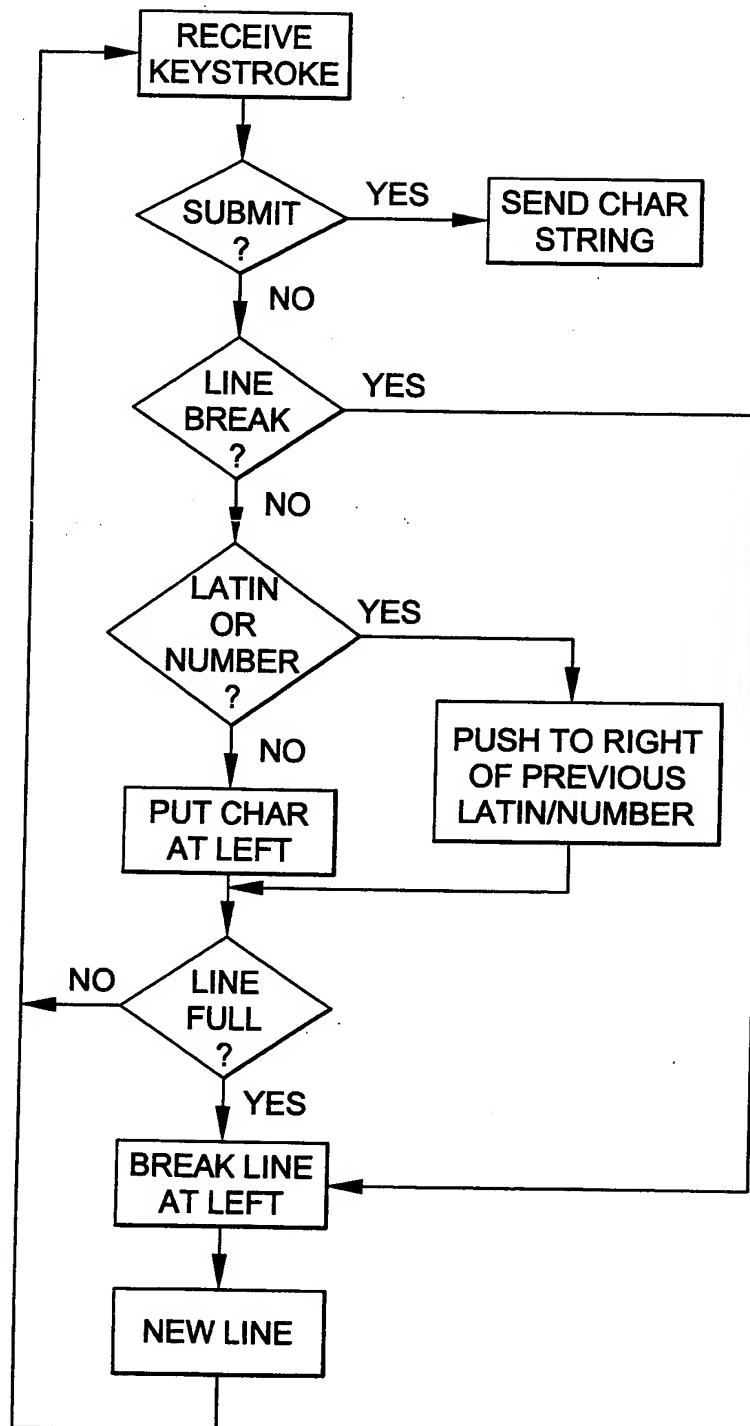 RECEIVE
KEYSTROKE
SUBMIT
?
YES
SEND CHAR
STRING
NO
LINE
BREAK
?
YES
NO
LATIN
OR
NUMBER
?
YES
NO
PUSH TO RIGHT
OF PREVIOUS
LATIN/NUMBER
PUT CHAR
AT LEFT
NO
LINE
FULL
?
YES
BREAK LINE
AT LEFT
NEW LINE